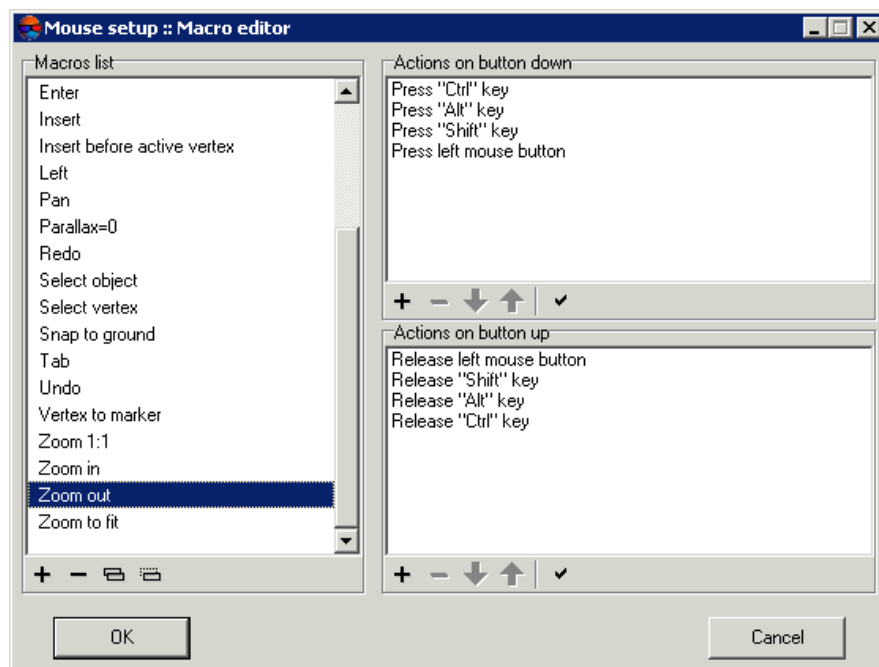 Mouse setup :: Macro editor
Macros list
Enter
Insert
Insert before active vertex
Left
Pan
Parallax=0
Redo
Select object
Select vertex
Snap to ground
Tab
Undo
Vertex to marker
Zoom 1:1
Zoom in
Zoom out
Zoom to fit
Actions on button down
Press "Ctrl" key
Press "Alt" key
Press "Shift" key
Press left mouse button
Actions on button up
Release left mouse button
Release "Shift" key
Release "Alt" key
Release "Ctrl" key
OK
Cancel